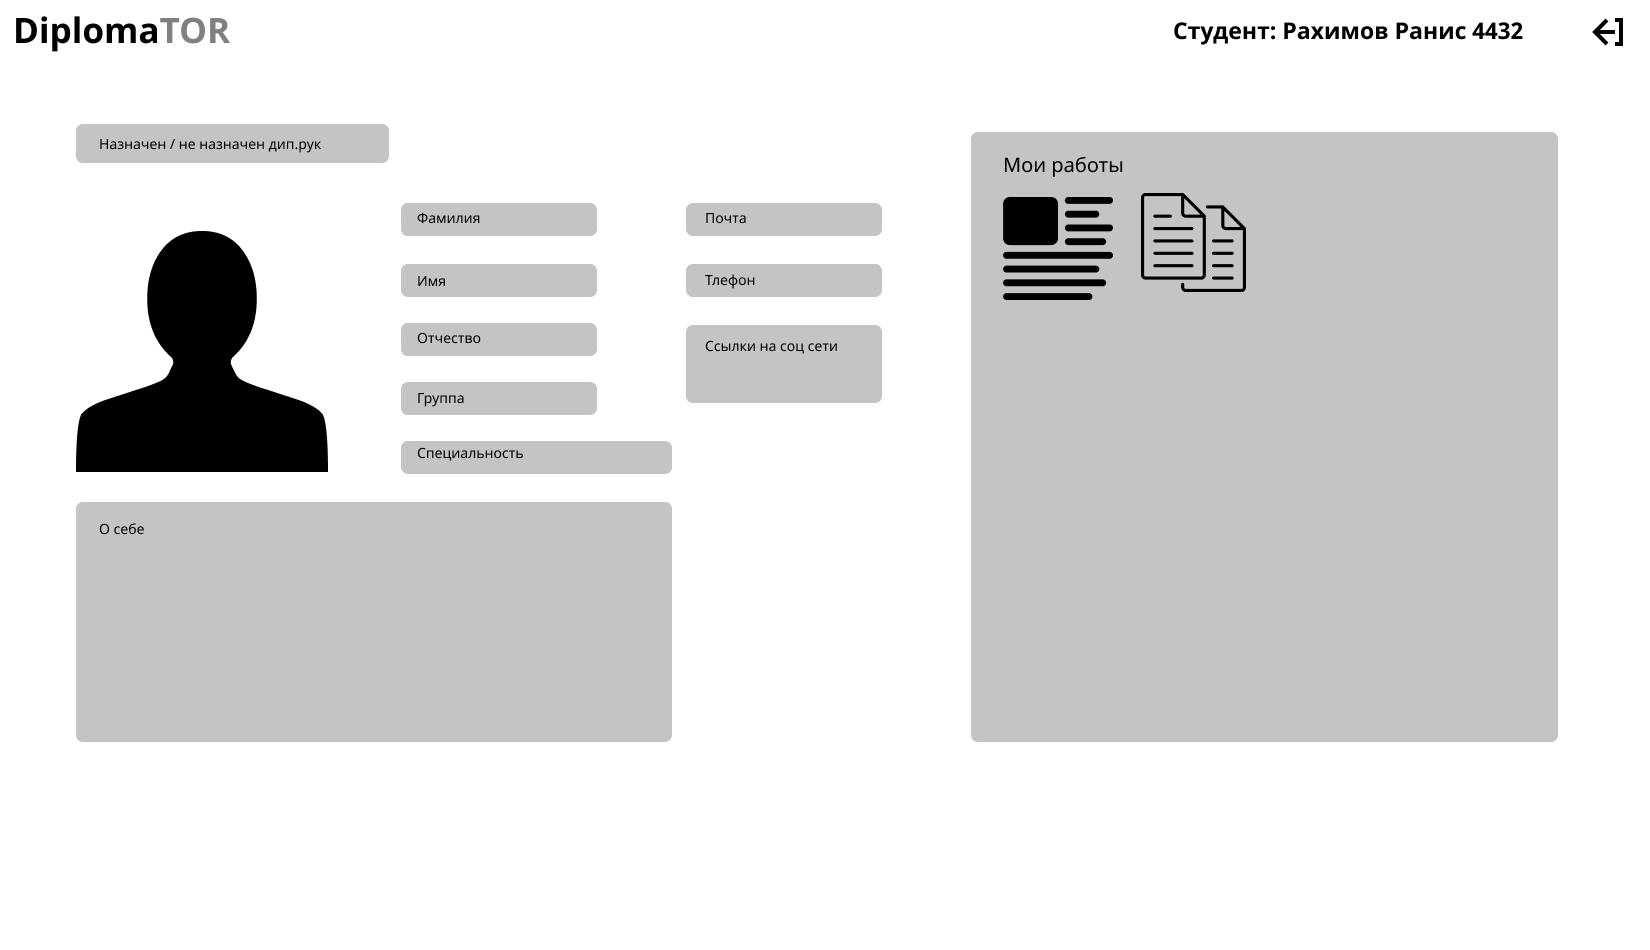 DiplomaTOR
Студент: Рахимов Ранис 4432
Назначен / не назначен дип.рук
Фамилия
Имя
Отчество
Группа
Специальность
Почта
Тлефон
Ссылки на соц сети
О себе
Мои работы